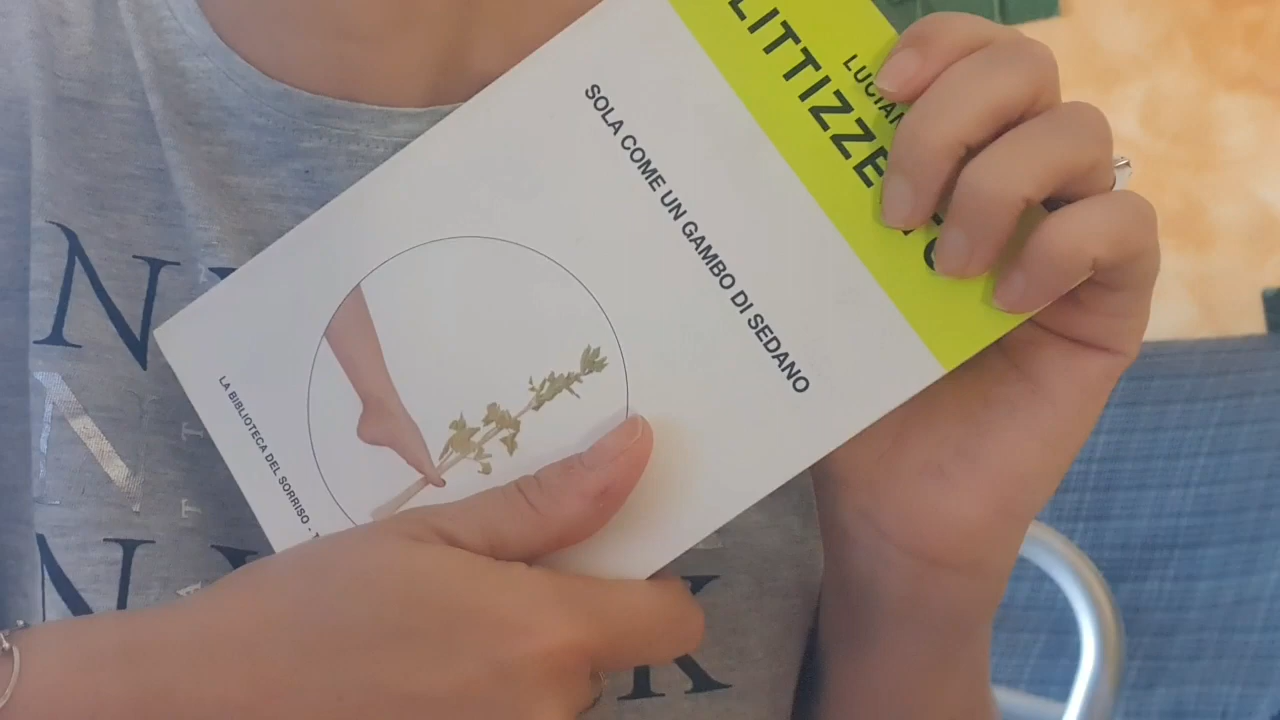 LUCIAN
LITTIZZE
SOLA COME UN GAMBO DI SEDANO
LA BIBLIOTECA DEL SORRISO -